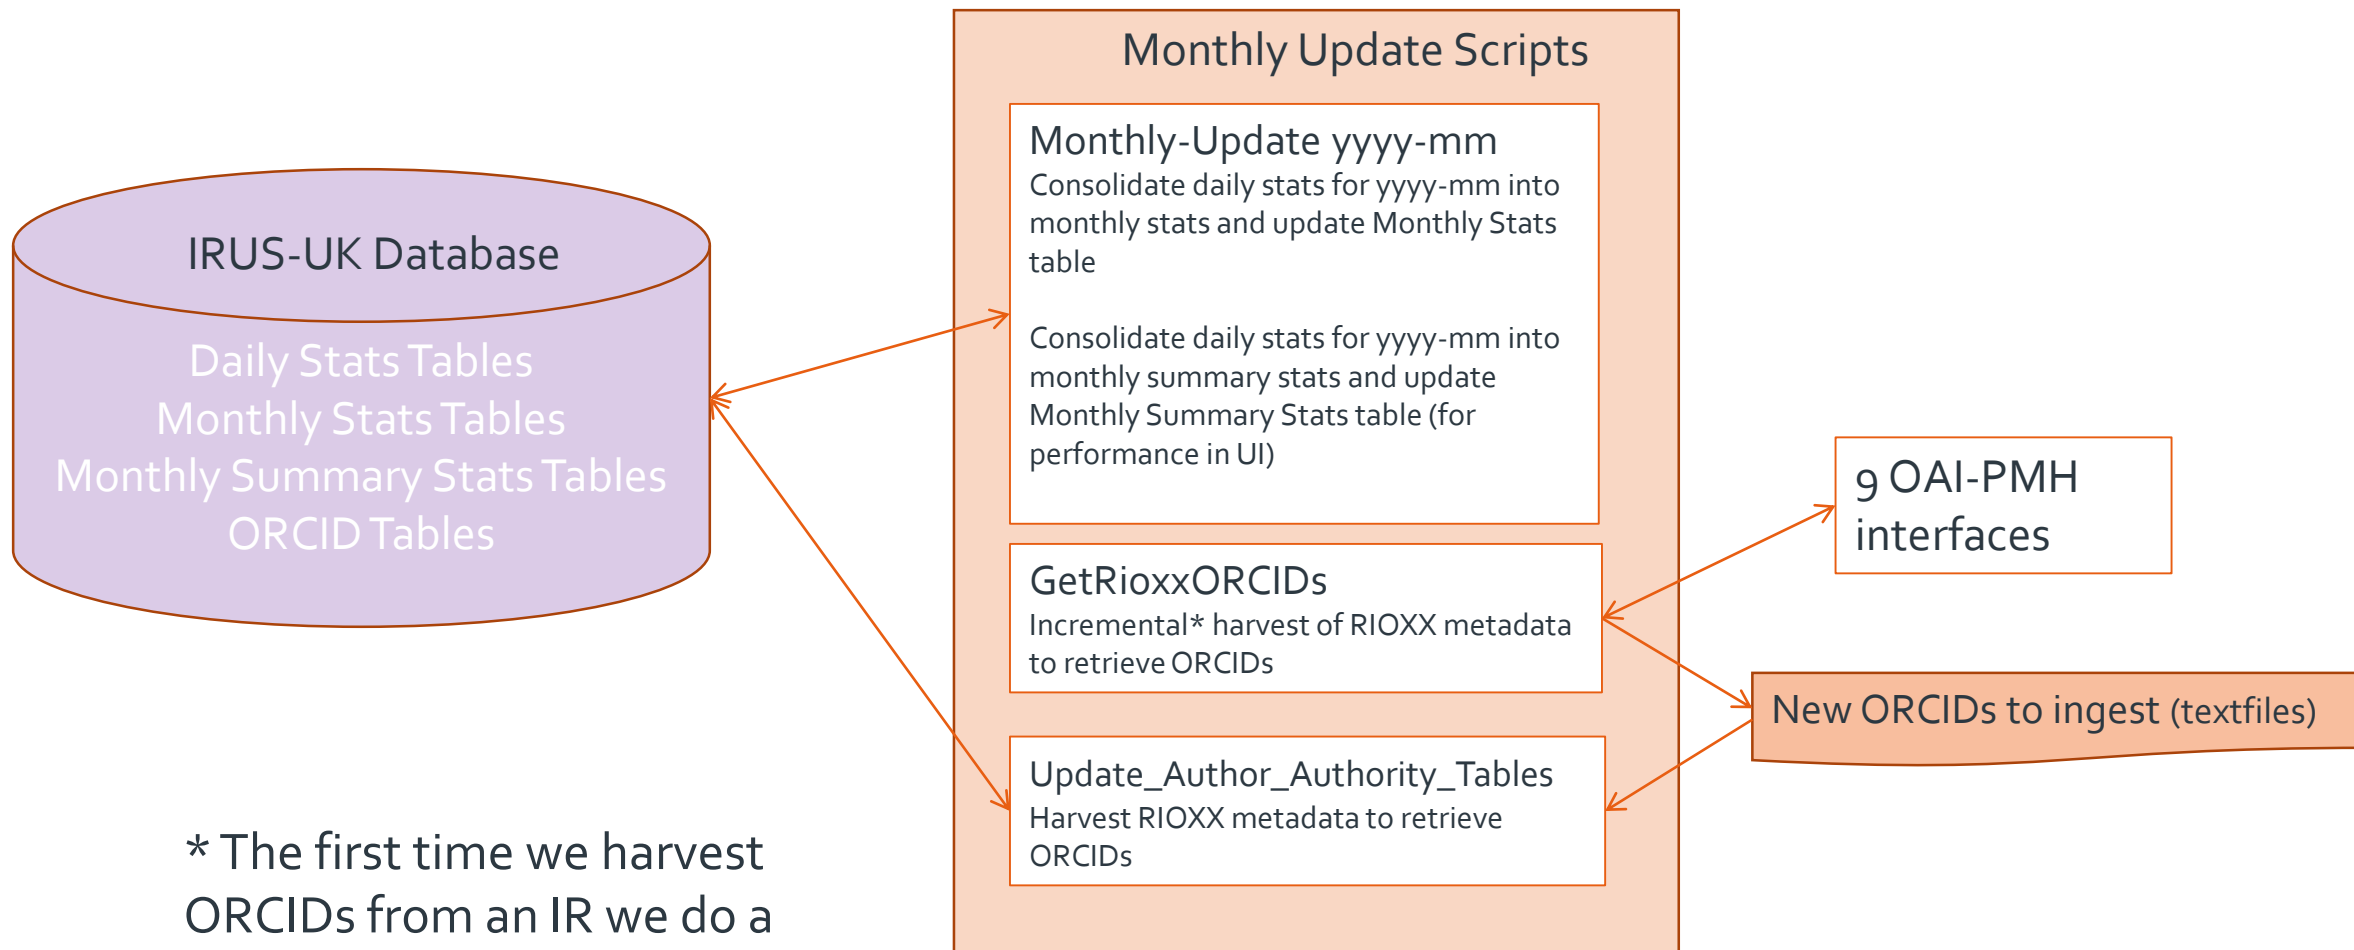 Monthly Update Scripts
IRUS-UK Database
Daily Stats Tables
Monthly Stats Tables
Monthly Summary Stats Tables
ORCID Tables
Monthly-Update yyyy-mm
Consolidate daily stats for yyyy-mm into
monthly stats and update Monthly Stats
table
Consolidate daily stats for yyyy-mm into
monthly summary stats and update
Monthly Summary Stats table (for
performance in UI)
GetRioxxORCIDs
Incremental* harvest of RIOXX metadata
to retrieve ORCIDs
Update_Author_Authority_Tables
Harvest RIOXX metadata to retrieve
ORCIDs
9 OAI-PMH
interfaces
New ORCIDs to ingest (textfiles)
* The first time we harvest
ORCIDs from an IR we do a